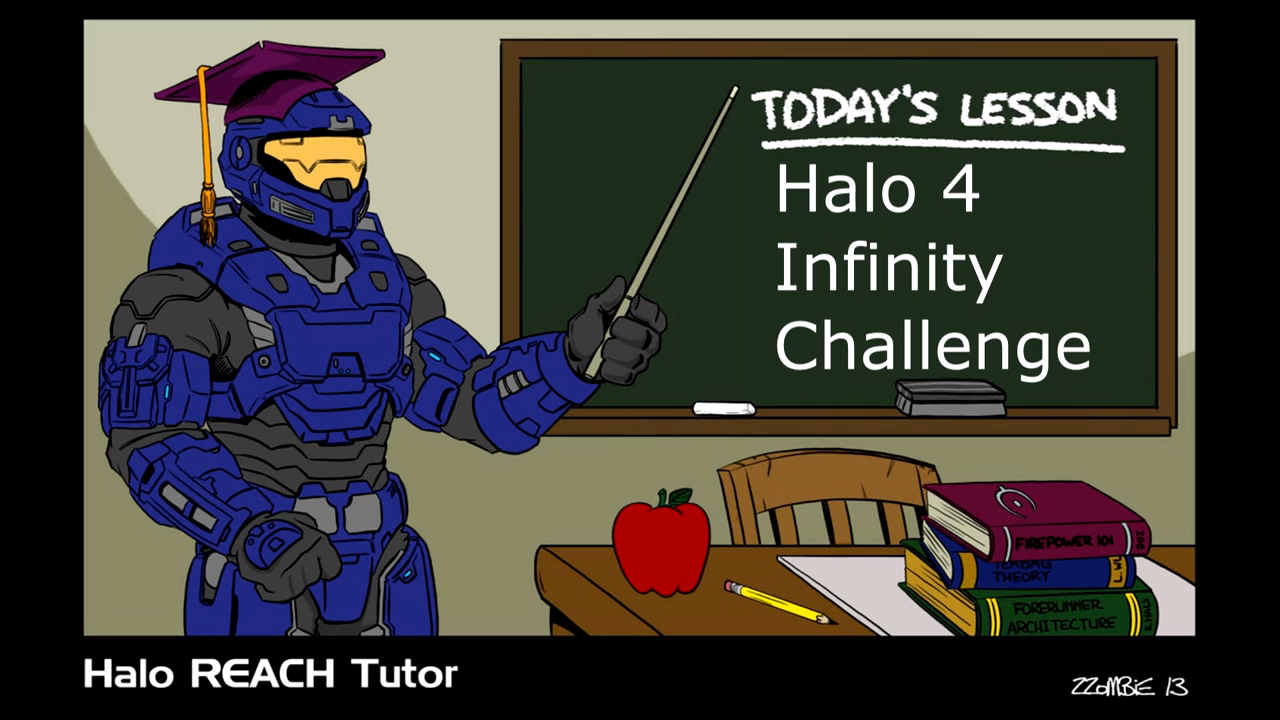 TODAY'S LESSON
Halo 4
Infinity
Challenge
FIREPOWER 101
TEABAG
THEORY
FORERUNNER
ARCHITECTURE
Halo REACH Tutor
ZZOMBIE 13